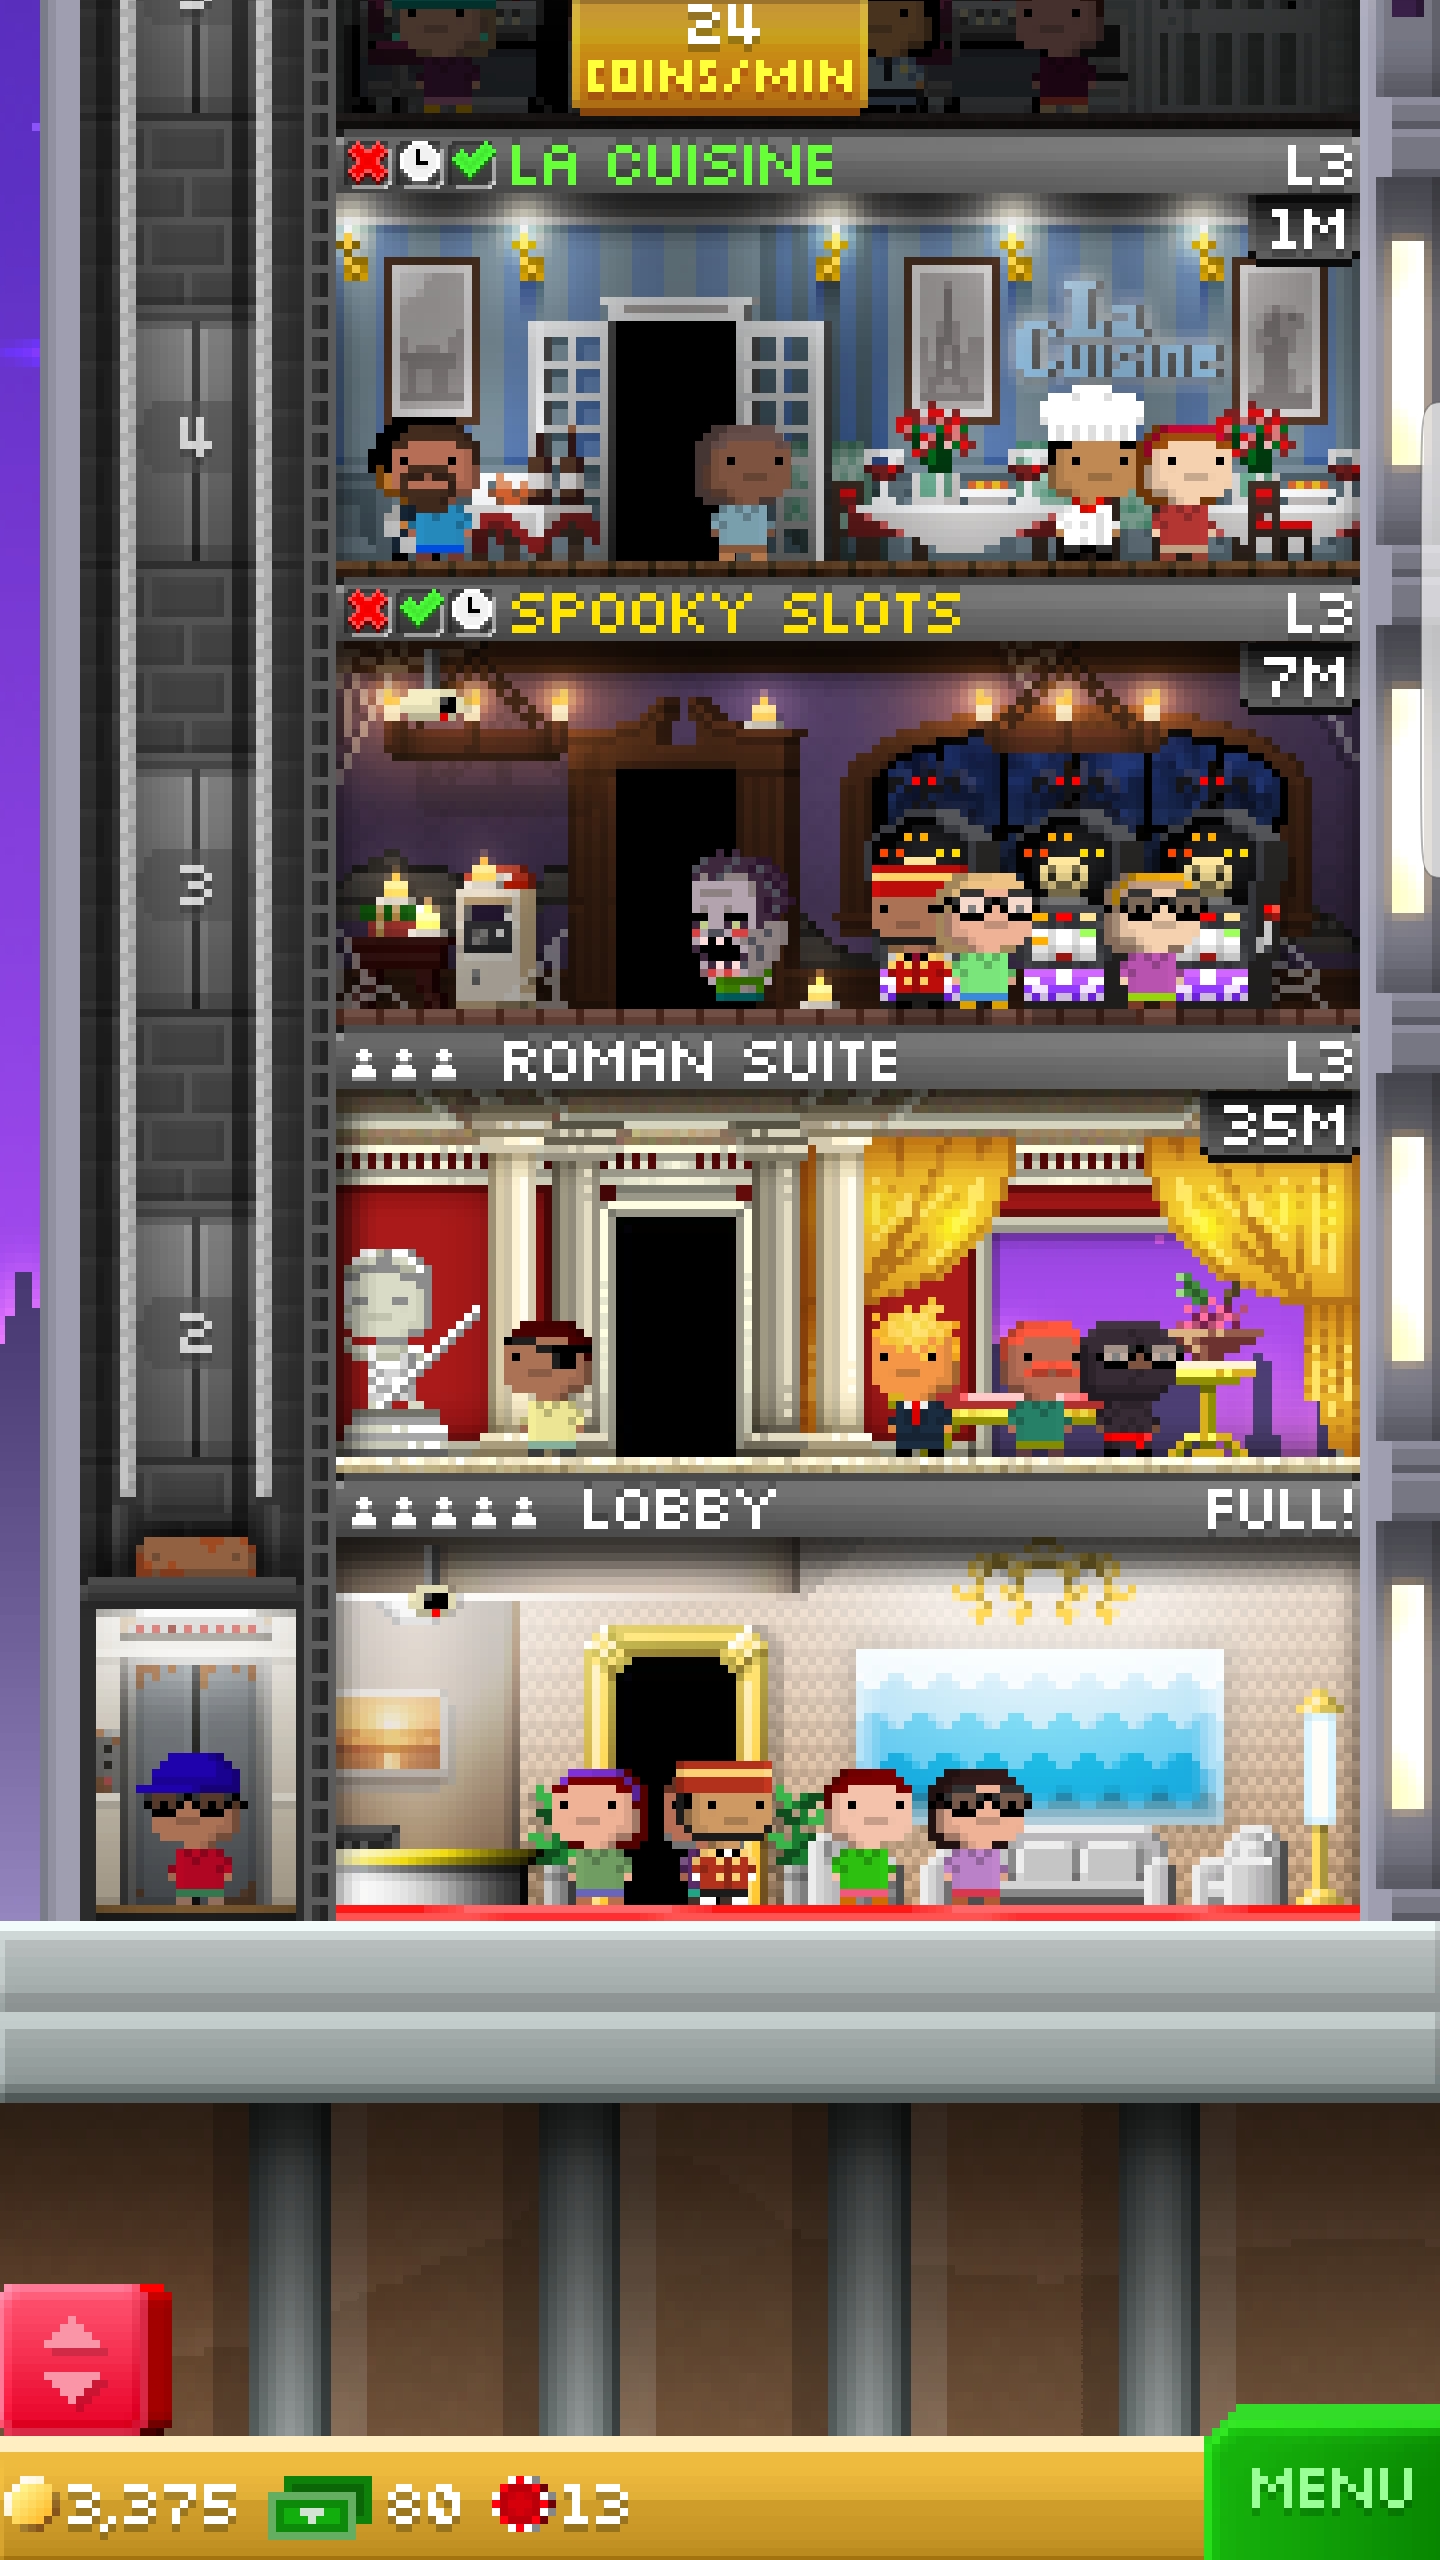 24
COINS/MIN
LA CUISINE L3
1M
La
Cuisine
4
SPOOKY SLOTS L3
7M
3
ROMAN SUITE L3
35M
2
LOBBY FULL!
3,375 80 13
MENU